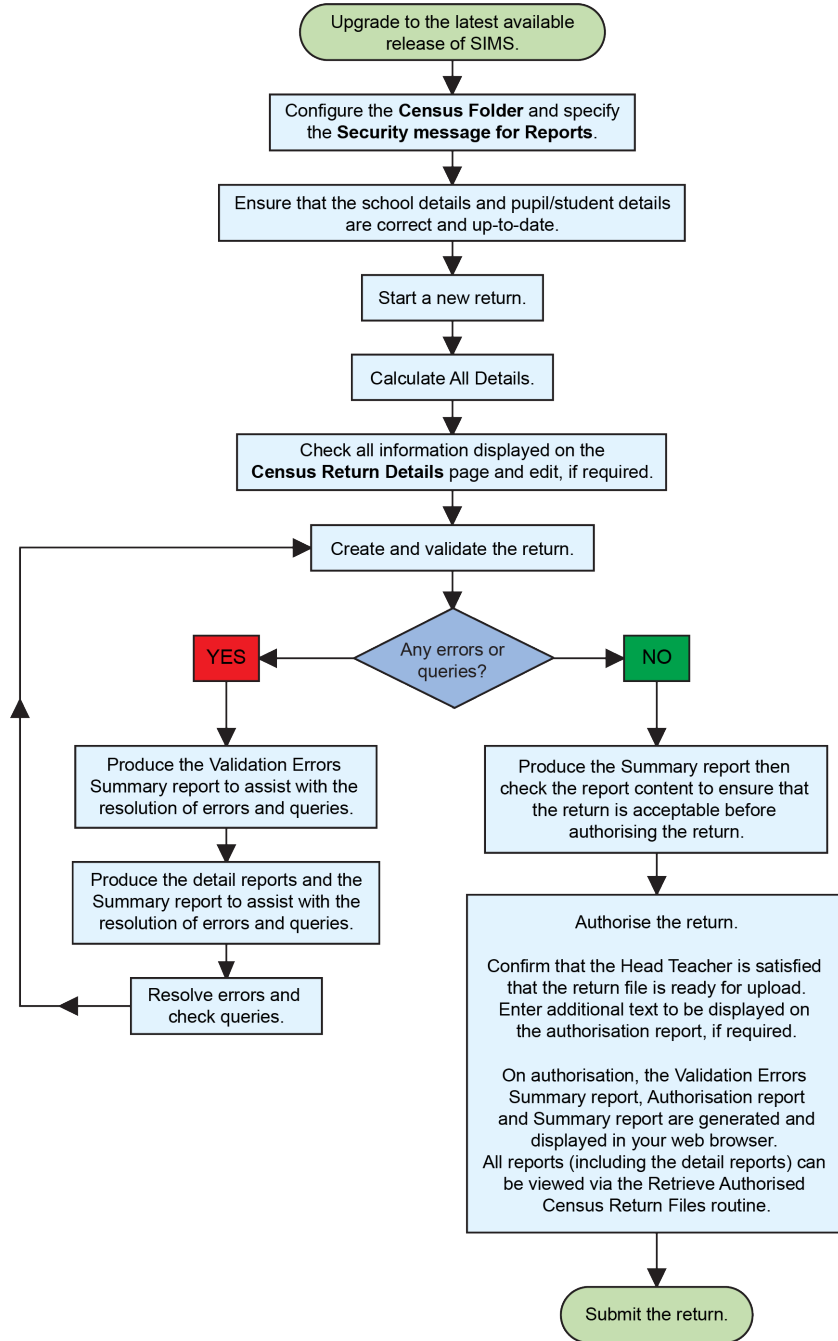 Upgrade to the latest available
release of SIMS.
Configure the Census Folder and specify
the Security message for Reports.
Ensure that the school details and pupil/student details
are correct and up-to-date.
Start a new return.
Calculate All Details.
Check all information displayed on the
Census Return Details page and edit, if required.
Create and validate the return.
Any errors or
queries?
YES
NO
Produce the Validation Errors
Summary report to assist with the
resolution of errors and queries.
Produce the detail reports and the
Summary report to assist with the
resolution of errors and queries.
Resolve errors and
check queries.
Produce the Summary report then
check the report content to ensure that
the return is acceptable before
authorising the return.
Authorise the return.
Confirm that the Head Teacher is satisfied
that the return file is ready for upload.
Enter additional text to be displayed on
the authorisation report, if required.
On authorisation, the Validation Errors
Summary report, Authorisation report
and Summary report are generated and
displayed in your web browser.
All reports (including the detail reports) can
be viewed via the Retrieve Authorised
Census Return Files routine.
Submit the return.